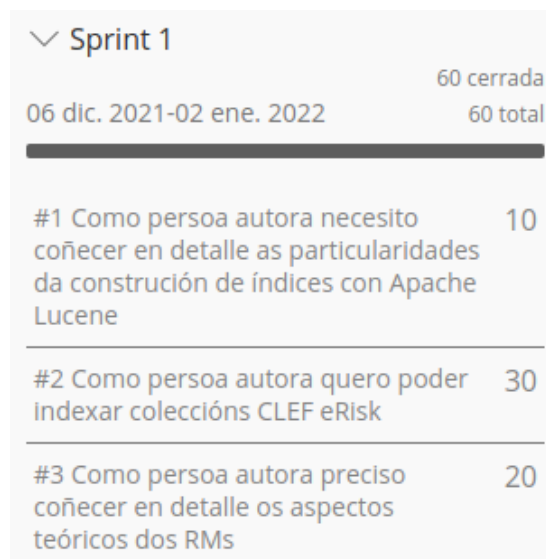 Sprint 1
60 cerrada
06 dic. 2021-02 ene. 2022
60 total
#1 Como persoa autora necesito
10
coñecer en detalle as particularidades
da construción de índices con Apache
Lucene
#2 Como persoa autora quero poder
30
indexar coleccións CLEF eRisk
#3 Como persoa autora preciso
20
coñecer en detalle os aspectos
teóricos dos RMs